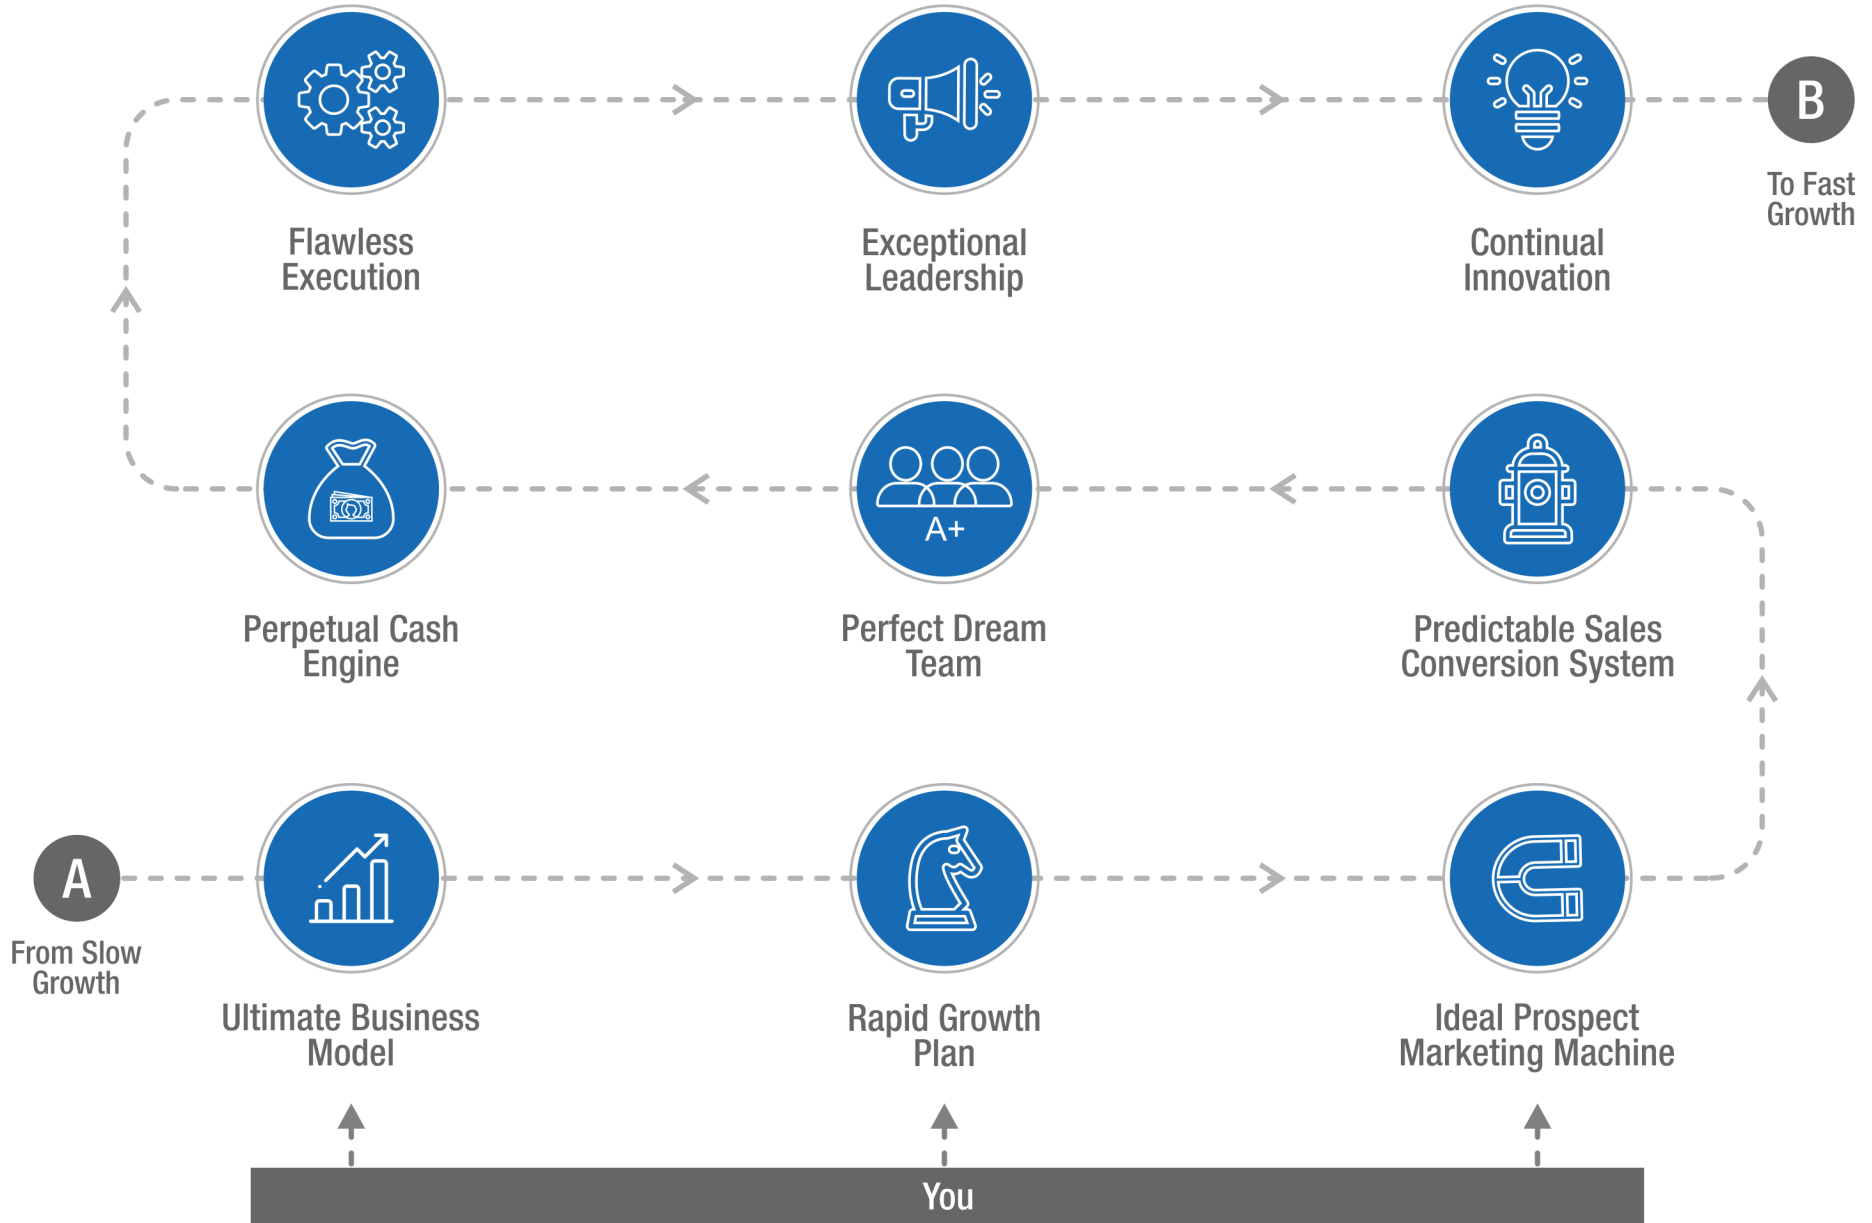 B
To Fast
Growth
Flawless
Execution
Exceptional
Leadership
Continual
Innovation
A+
Perpetual Cash
Engine
Perfect Dream
Team
Predictable Sales
Conversion System
A
From Slow
Growth
Ultimate Business
Model
Rapid Growth
Plan
Ideal Prospect
Marketing Machine
You